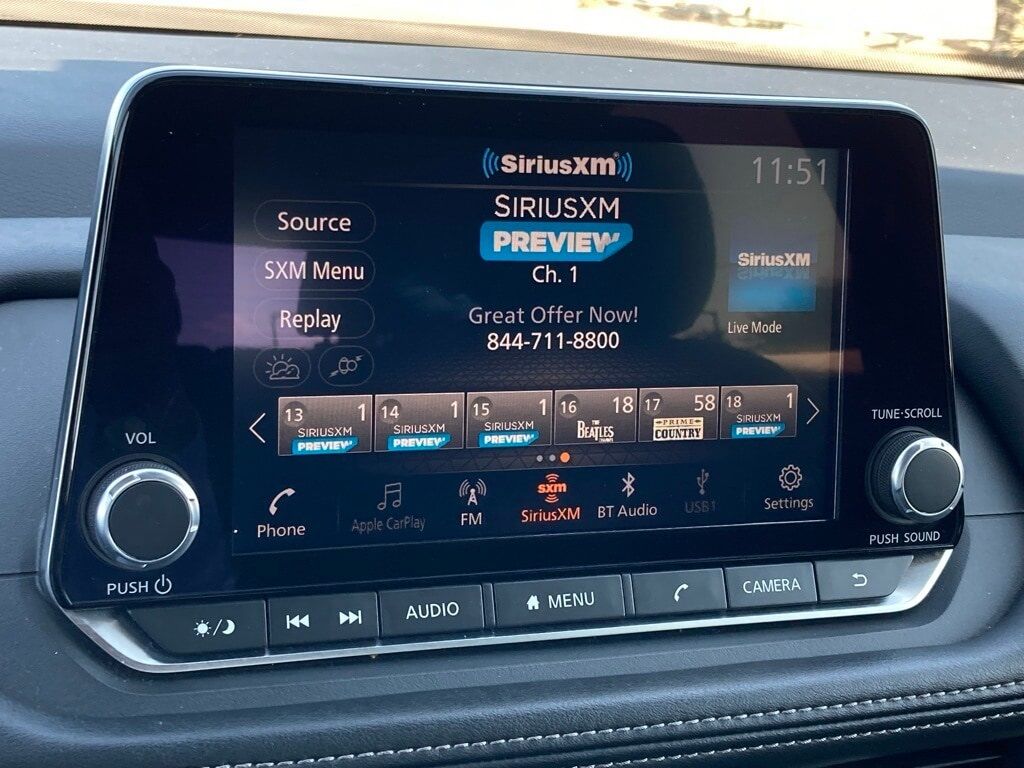 SiriusXM
11:51
Source
SXM Menu
Replay
SIRIUSXM
PREVIEW
Ch. 1
Great Offer Now!
844-711-8800
SiriusXM
Live Mode
13 1
SIRIUSXM
PREVIEW
14 1
SIRIUSXM
PREVIEW
15 1
SIRIUSXM
PREVIEW
16 18
THE
BEATLES
17 58
PRIME
COUNTRY
18 1
SIRIUSXM
PREVIEW
Phone
Apple CarPlay
FM
sxm
SiriusXM
BT Audio
USB1
Settings
VOL
PUSH
TUNE·SCROLL
PUSH SOUND
AUDIO
MENU
CAMERA